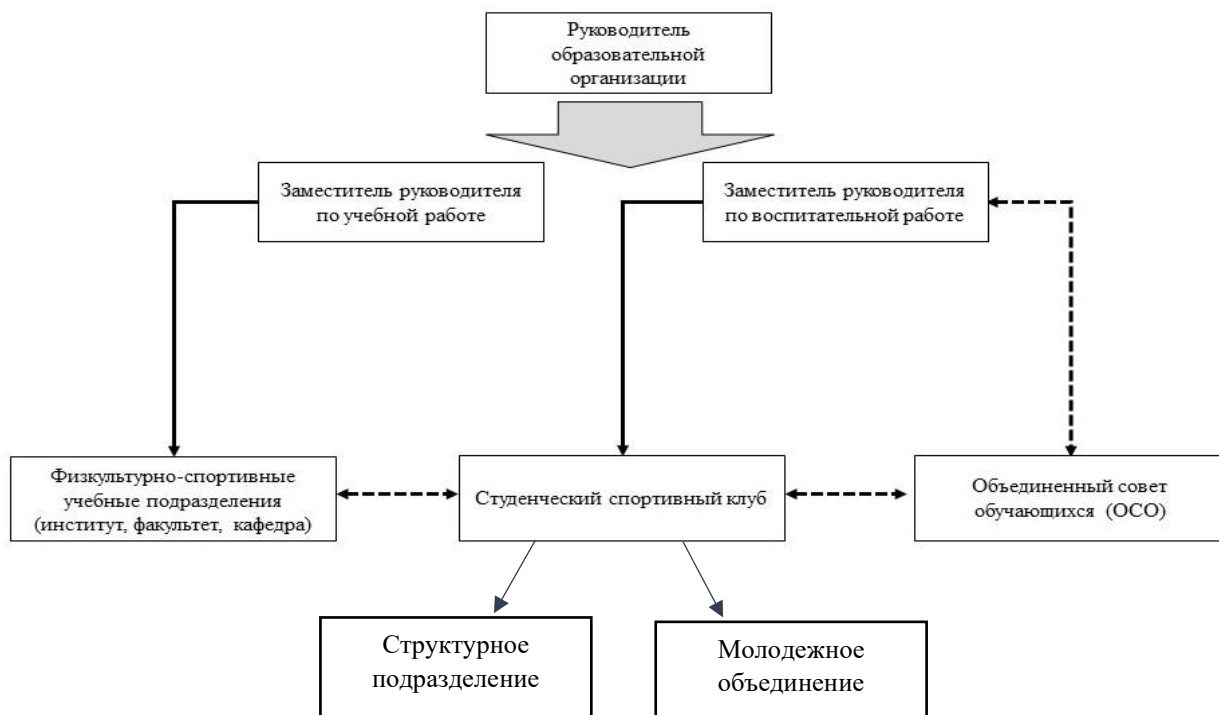 Руководитель
образовательной
организации
Заместитель руководителя
по учебной работе
Заместитель руководителя
по воспитательной работе
Физкультурно-спортивные
учебные подразделения
(институт, факультет, кафедра)
Студенческий спортивный клуб
Объединенный совет
обучающихся (ОСО)
Структурное
подразделение
Молодежное
объединение